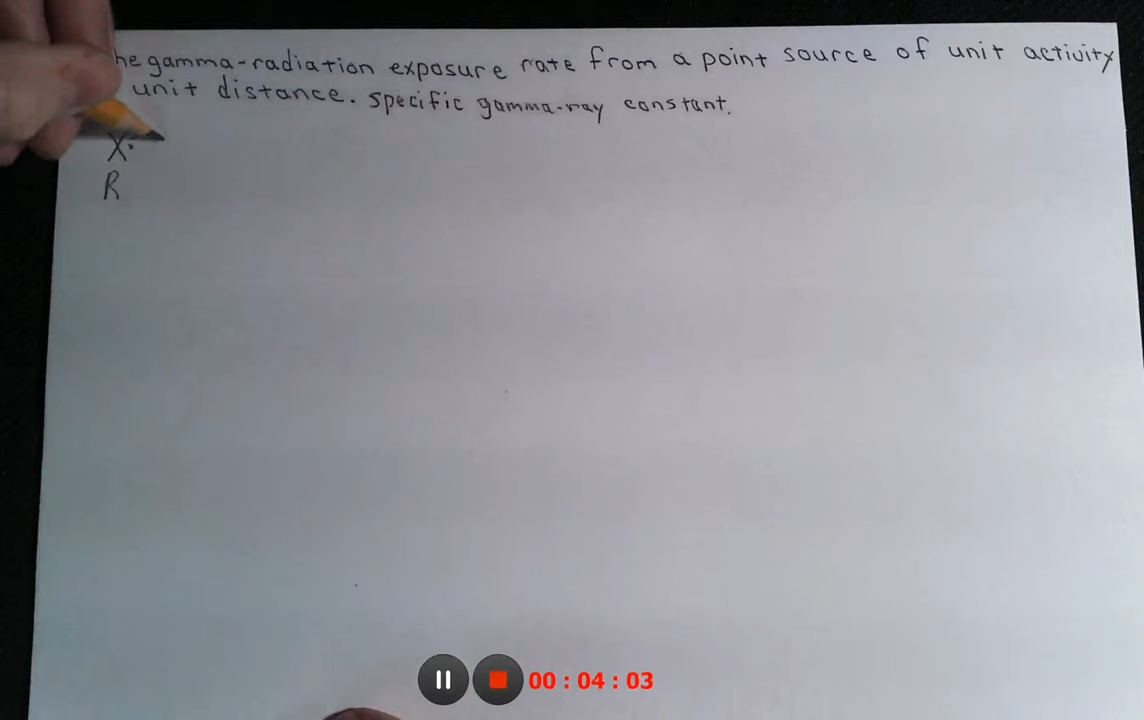 he gamma-radiation exposure rate from a point source of unit activity
unit distance. specific gamma-ray constant.
X:
R
00 : 04 : 03